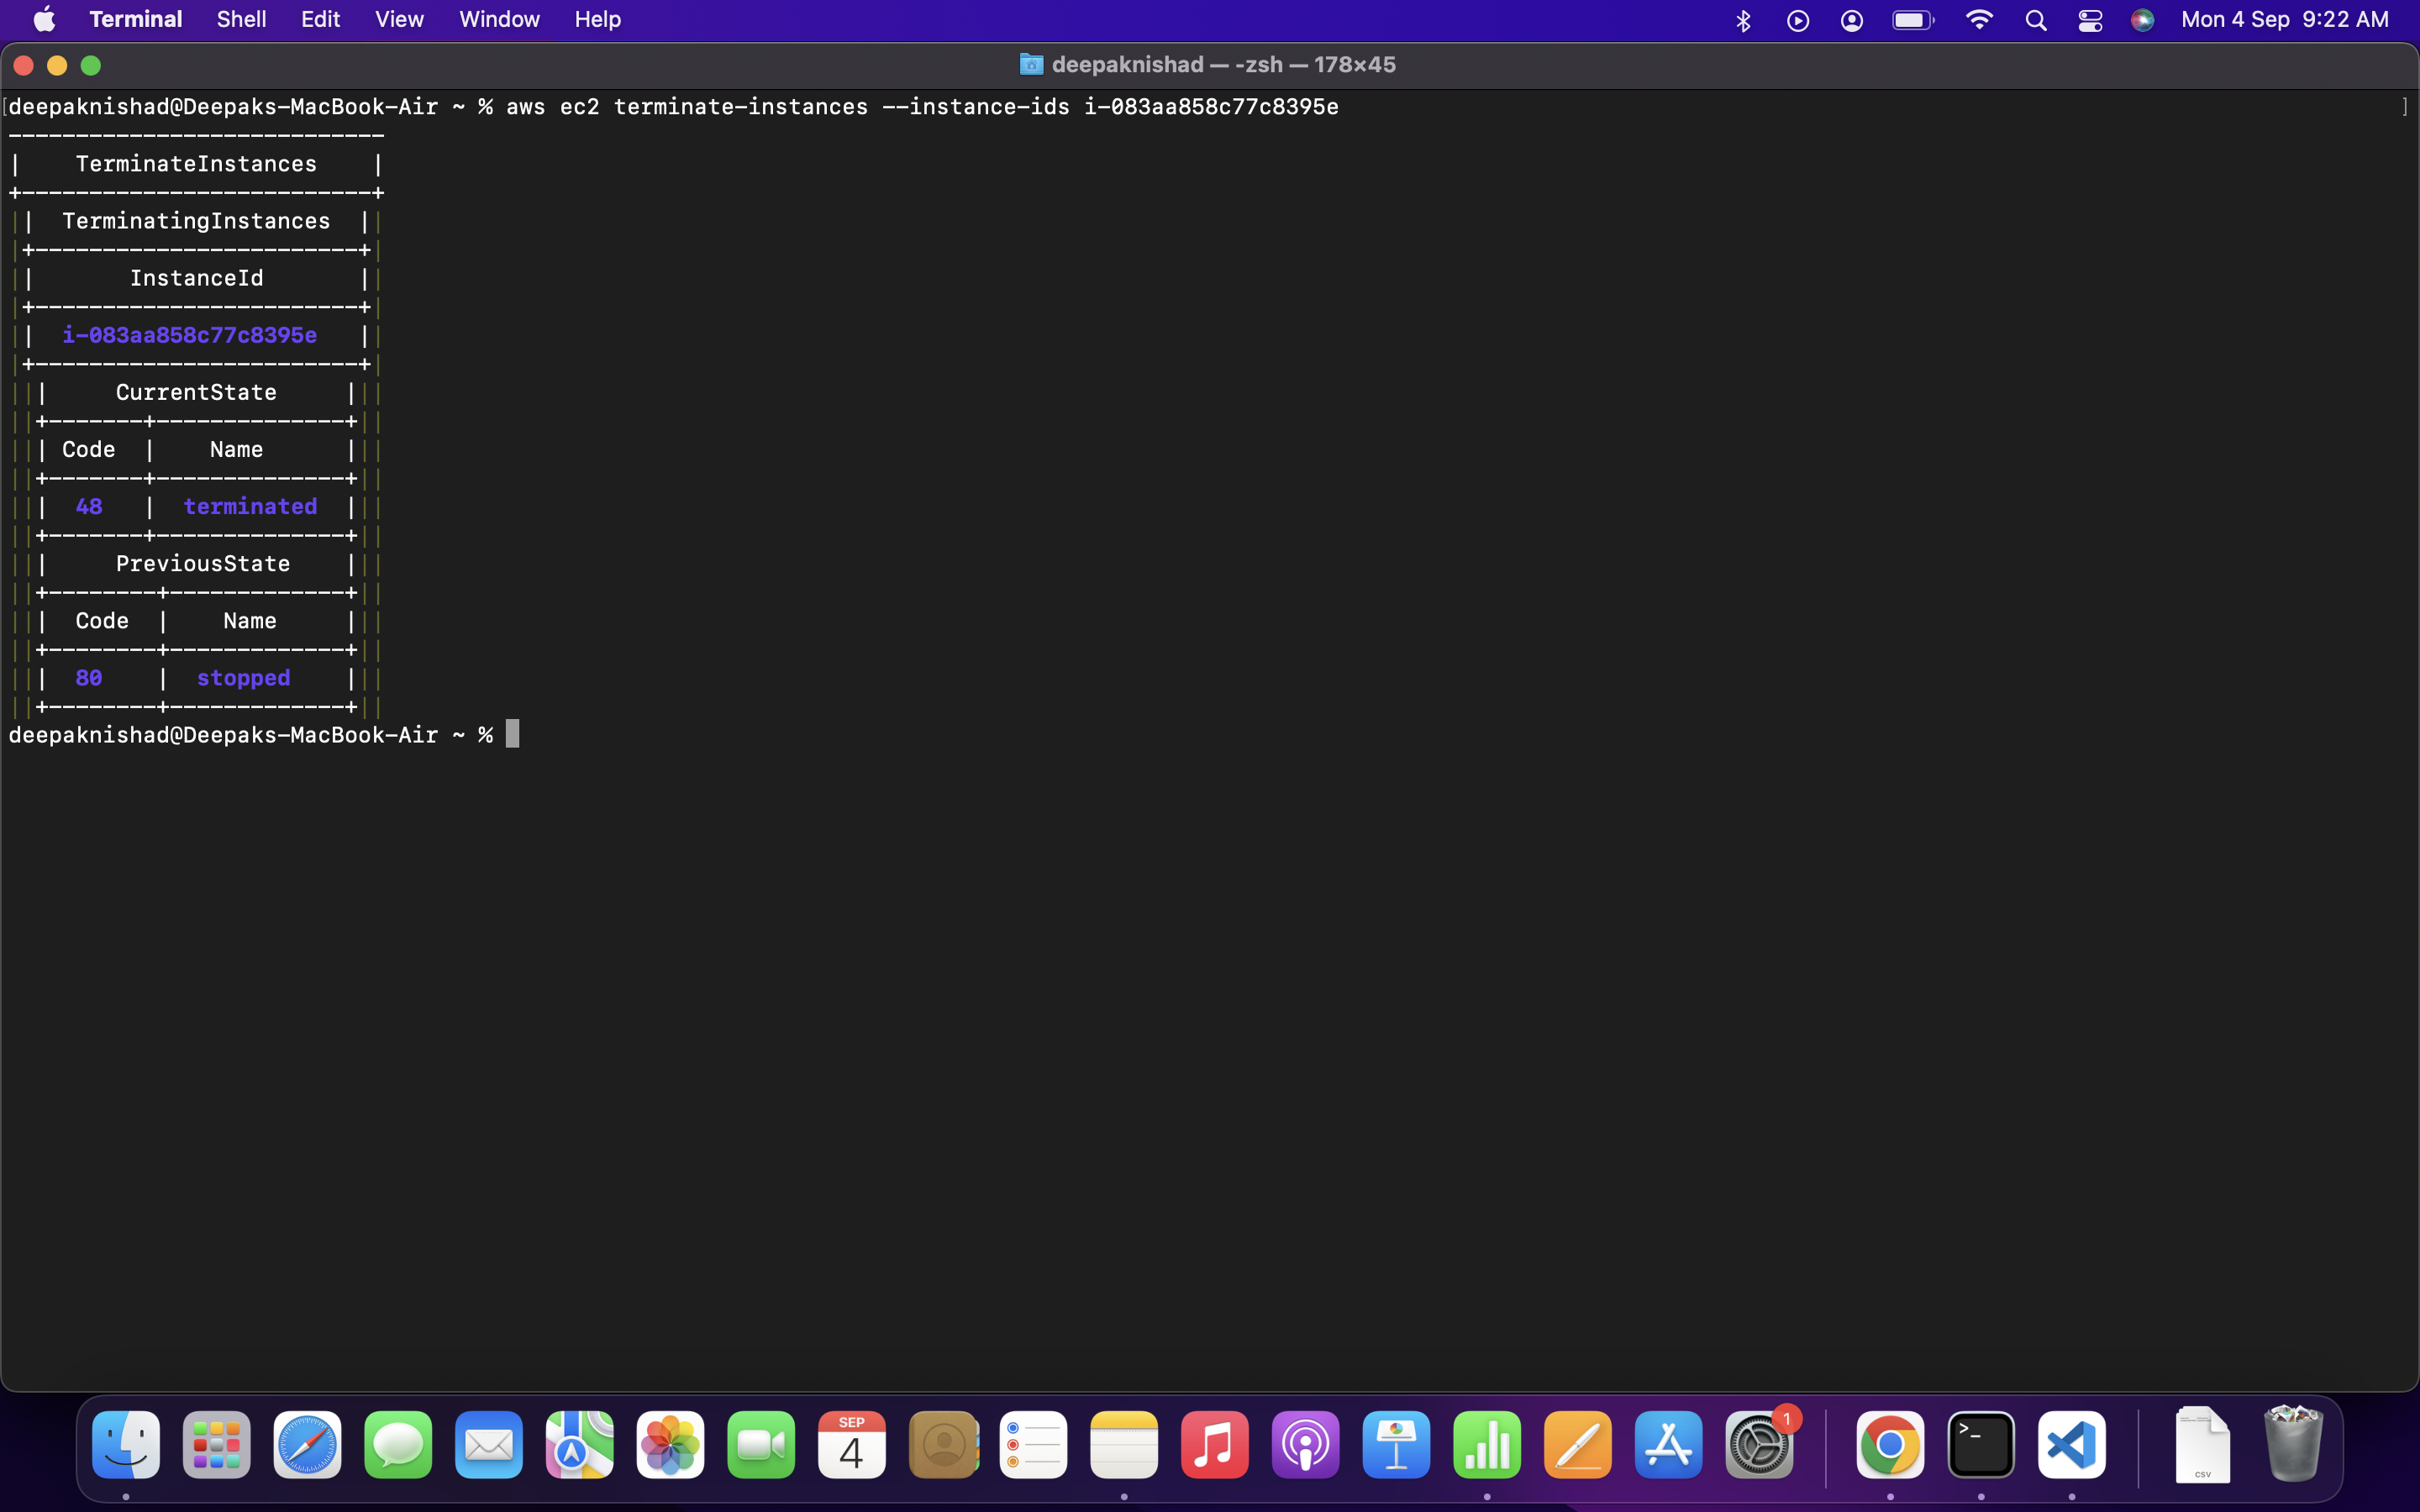 Terminal Shell Edit View Window Help Mon 4 Sep 9:22 AM
deepaknishad — -zsh — 178×45
[deepaknishad@Deepaks-MacBook-Air ~ % aws ec2 terminate-instances --instance-ids i-083aa858c77c8395e ]
----------------------------
|    TerminateInstances    |
+--------------------------+
||  TerminatingInstances  ||
|+------------------------+|
||       InstanceId       ||
|+------------------------+|
||  i-083aa858c77c8395e   ||
|+------------------------+|
|||     CurrentState     |||
||+-------+--------------+||
||| Code  |    Name      |||
||+-------+--------------+||
|||  48   |  terminated  |||
||+-------+--------------+||
|||     PreviousState    |||
||+--------+-------------+||
|||  Code  |    Name     |||
||+--------+-------------+||
|||  80    |  stopped    |||
||+--------+-------------+||
deepaknishad@Deepaks-MacBook-Air ~ %
SEP
4
1
>_
CSV